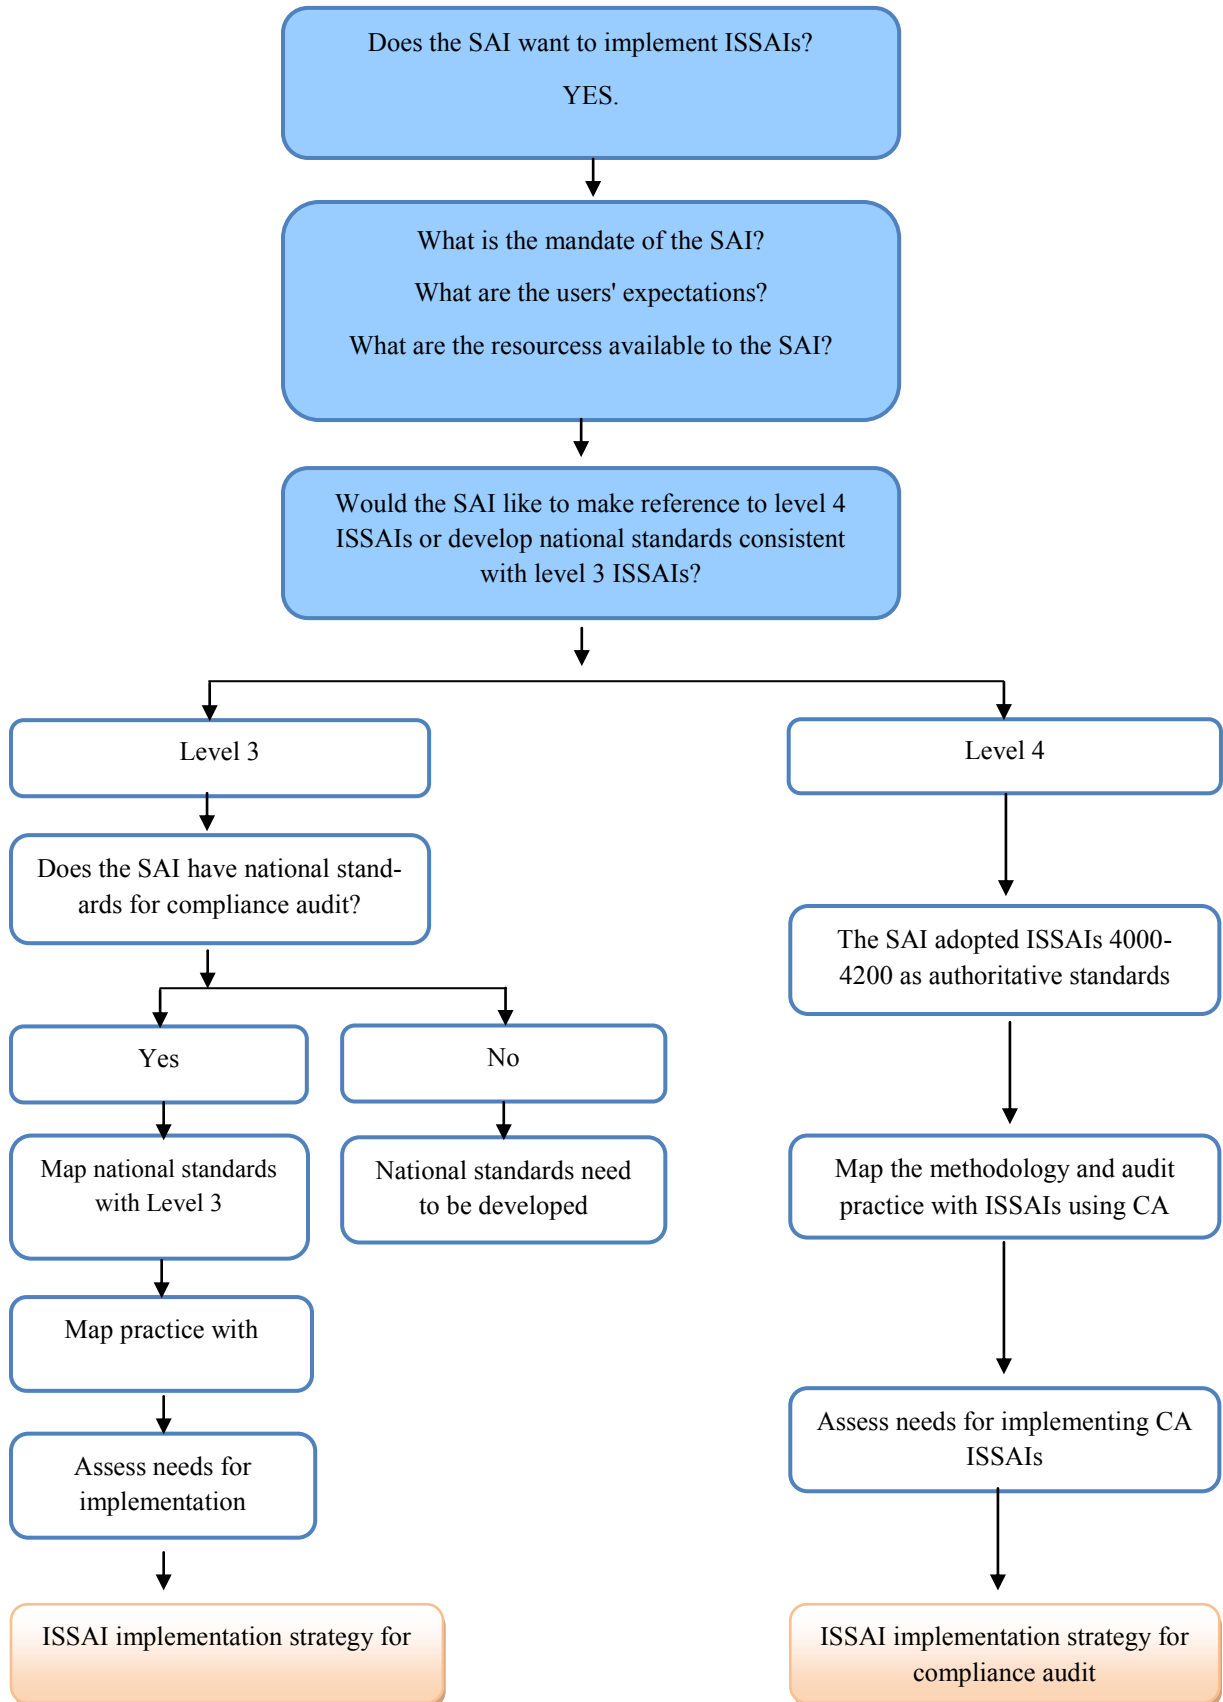 Does the SAI want to implement ISSAIs?
YES.
What is the mandate of the SAI?
What are the users' expectations?
What are the resourcess available to the SAI?
Would the SAI like to make reference to level 4
ISSAIs or develop national standards consistent
with level 3 ISSAIs?
Level 3
Level 4
Does the SAI have national stand-
ards for compliance audit?
The SAI adopted ISSAIs 4000-
4200 as authoritative standards
Yes
No
Map national standards
with Level 3
National standards need
to be developed
Map the methodology and audit
practice with ISSAIs using CA
Map practice with
Assess needs for implementing CA
ISSAIs
Assess needs for
implementation
ISSAI implementation strategy for
ISSAI implementation strategy for
compliance audit